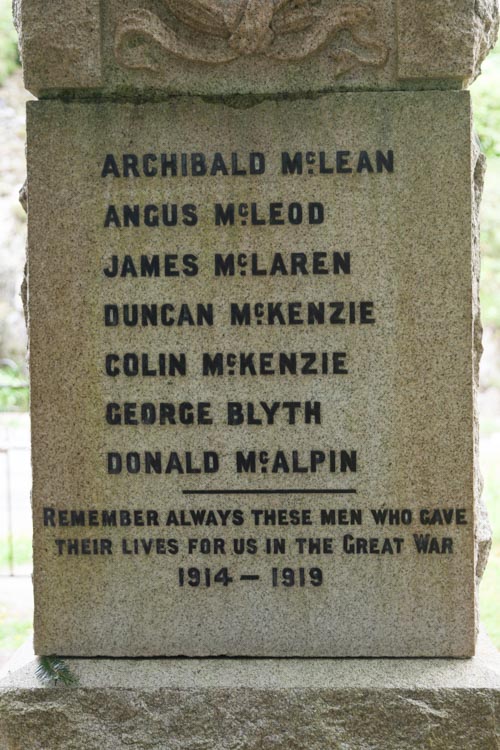 ARCHIBALD McLEAN
ANGUS McLEOD
JAMES McLAREN
DUNCAN McKENZIE
COLIN McKENZIE
GEORGE BLYTH
DONALD McALPIN
REMEMBER ALWAYS THESE MEN WHO GAVE
THEIR LIVES FOR US IN THE GREAT WAR
1914 – 1919